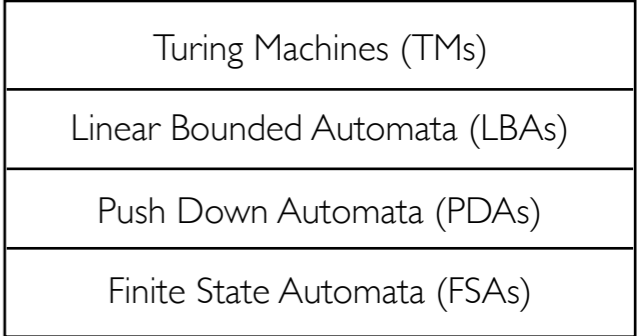 Turing Machines (TMs)
Linear Bounded Automata (LBAs)
Push Down Automata (PDAs)
Finite State Automata (FSAs)